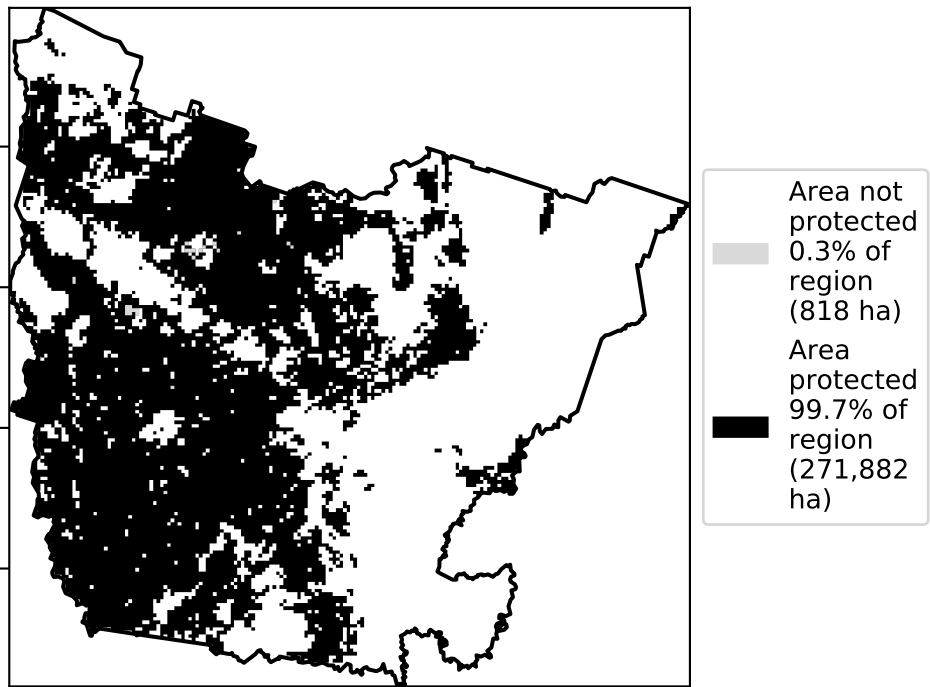 Area not
protected
0.3% of
region
(818 ha)
Area
protected
99.7% of
region
(271,882
ha)